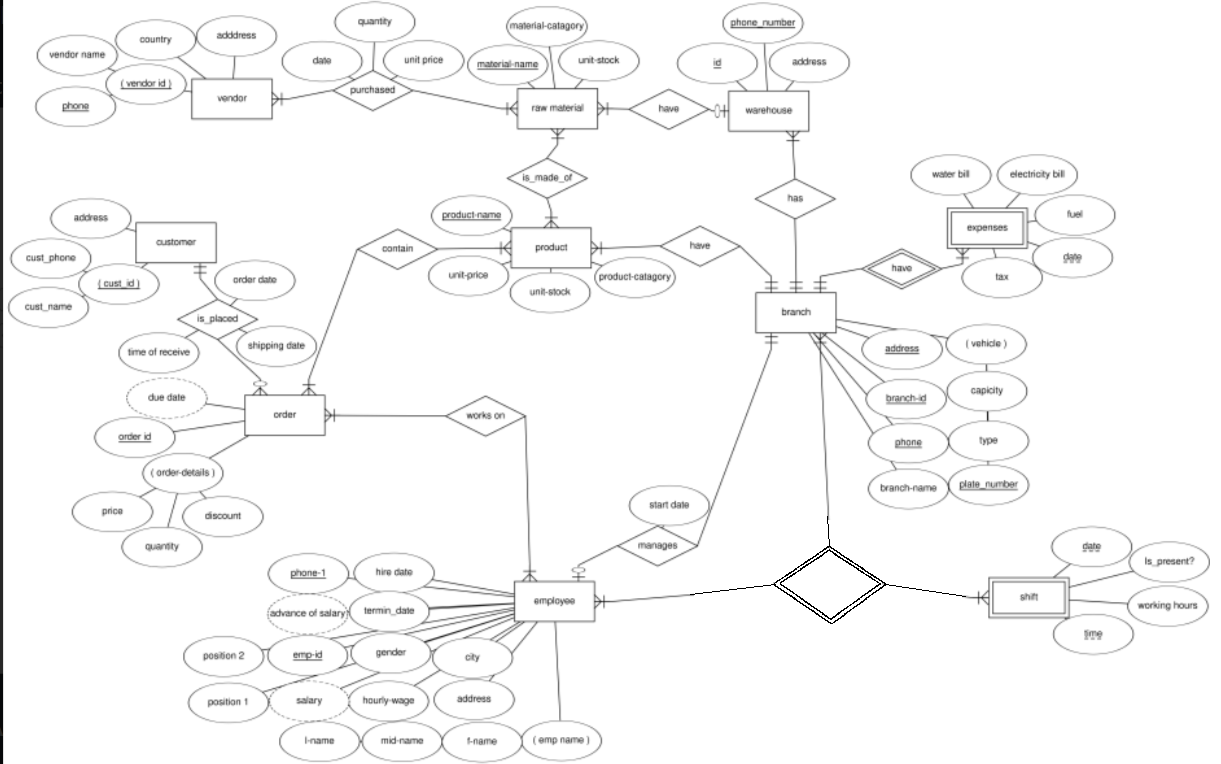 phone_number
quantity
material-catagory
country
adddress
vendor name
date
unit price
material-name
unit-stock
id
address
( vendor id )
phone
vendor
purchased
raw material
have
warehouse
is_made_of
water bill
electricity bill
has
address
product-name
fuel
expenses
customer
contain
product
have
cust_phone
( cust_id )
order date
unit-price
product-catagory
have
date
tax
unit-stock
cust_name
is_placed
branch
time of receive
shipping date
address
( vehicle )
due date
capicity
branch-id
order
works on
order id
phone
type
( order-details )
branch-name
plate_number
price
discount
start date
quantity
manages
date
Is_present?
phone-1
hire date
advance of salary
termin_date
employee
shift
working hours
time
position 2
emp-id
gender
city
position 1
salary
hourly-wage
address
l-name
mid-name
f-name
( emp name )